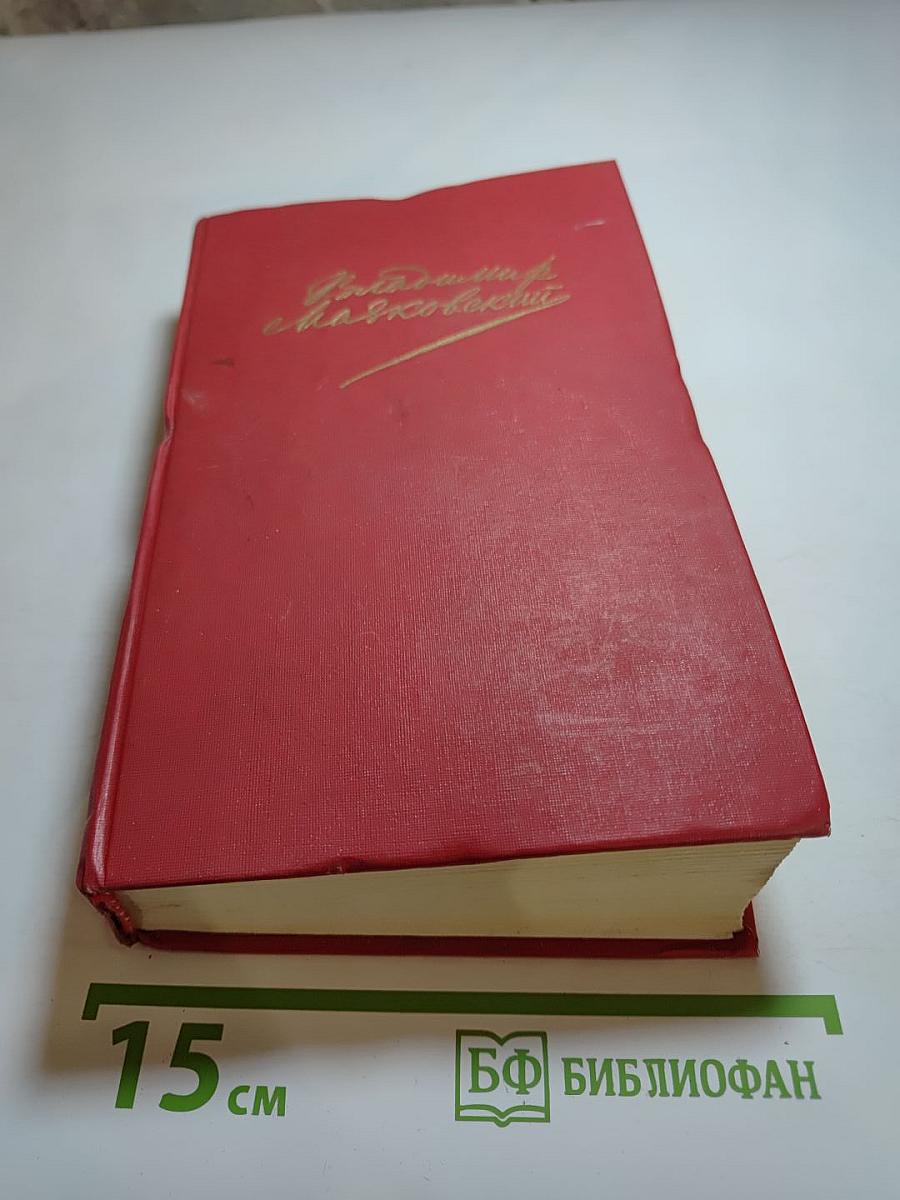 Владимир
Маяковский
15 см
БФ БИБЛИОФАН